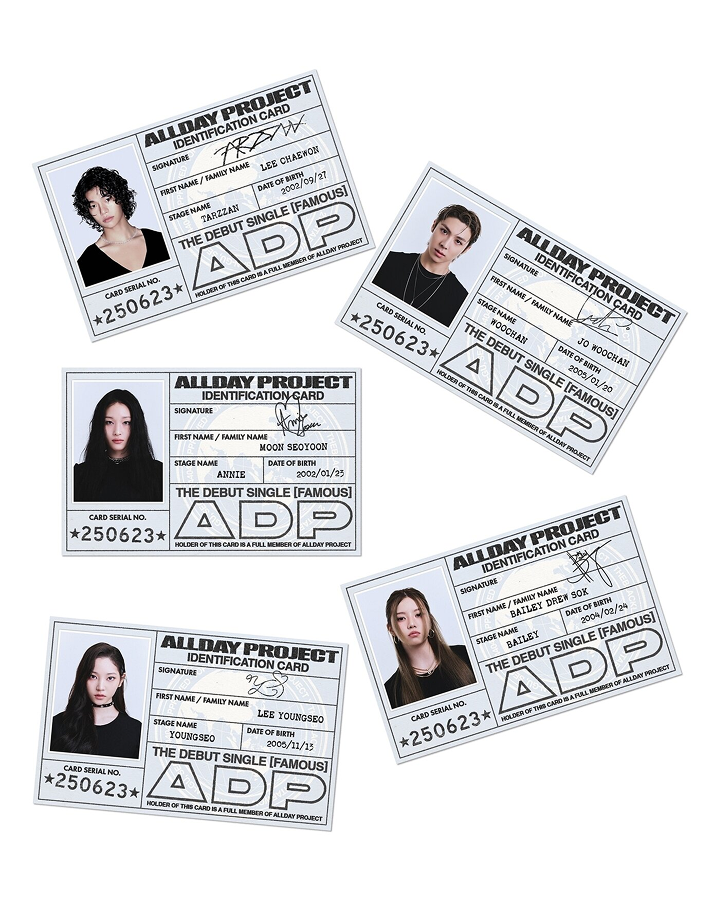 ALLDAY PROJECT
IDENTIFICATION CARD
SIGNATURE
TARZZAN
FIRST NAME / FAMILY NAME
LEE CHAEWON
STAGE NAME
TARZZAN
DATE OF BIRTH
2002/09/27
THE DEBUT SINGLE [FAMOUS]
ADP
HOLDER OF THIS CARD IS A FULL MEMBER OF ALLDAY PROJECT
CARD SERIAL NO.
★250623★
ALLDAY PROJECT
IDENTIFICATION CARD
SIGNATURE
FIRST NAME / FAMILY NAME
JO WOOCHAN
STAGE NAME
WOOCHAN
DATE OF BIRTH
2005/01/20
THE DEBUT SINGLE [FAMOUS]
ADP
HOLDER OF THIS CARD IS A FULL MEMBER OF ALLDAY PROJECT
CARD SERIAL NO.
★250623★
ALLDAY PROJECT
IDENTIFICATION CARD
SIGNATURE
FIRST NAME / FAMILY NAME
MOON SEOYOON
STAGE NAME
ANNIE
DATE OF BIRTH
2002/01/23
THE DEBUT SINGLE [FAMOUS]
ADP
HOLDER OF THIS CARD IS A FULL MEMBER OF ALLDAY PROJECT
CARD SERIAL NO.
★250623★
ALLDAY PROJECT
IDENTIFICATION CARD
SIGNATURE
FIRST NAME / FAMILY NAME
BAILEY DREW SOK
STAGE NAME
BAILEY
DATE OF BIRTH
2004/02/24
THE DEBUT SINGLE [FAMOUS]
ADP
HOLDER OF THIS CARD IS A FULL MEMBER OF ALLDAY PROJECT
CARD SERIAL NO.
★250623★
ALLDAY PROJECT
IDENTIFICATION CARD
SIGNATURE
FIRST NAME / FAMILY NAME
LEE YOUNGSEO
STAGE NAME
YOUNGSEO
DATE OF BIRTH
2005/11/13
THE DEBUT SINGLE [FAMOUS]
ADP
HOLDER OF THIS CARD IS A FULL MEMBER OF ALLDAY PROJECT
CARD SERIAL NO.
★250623★